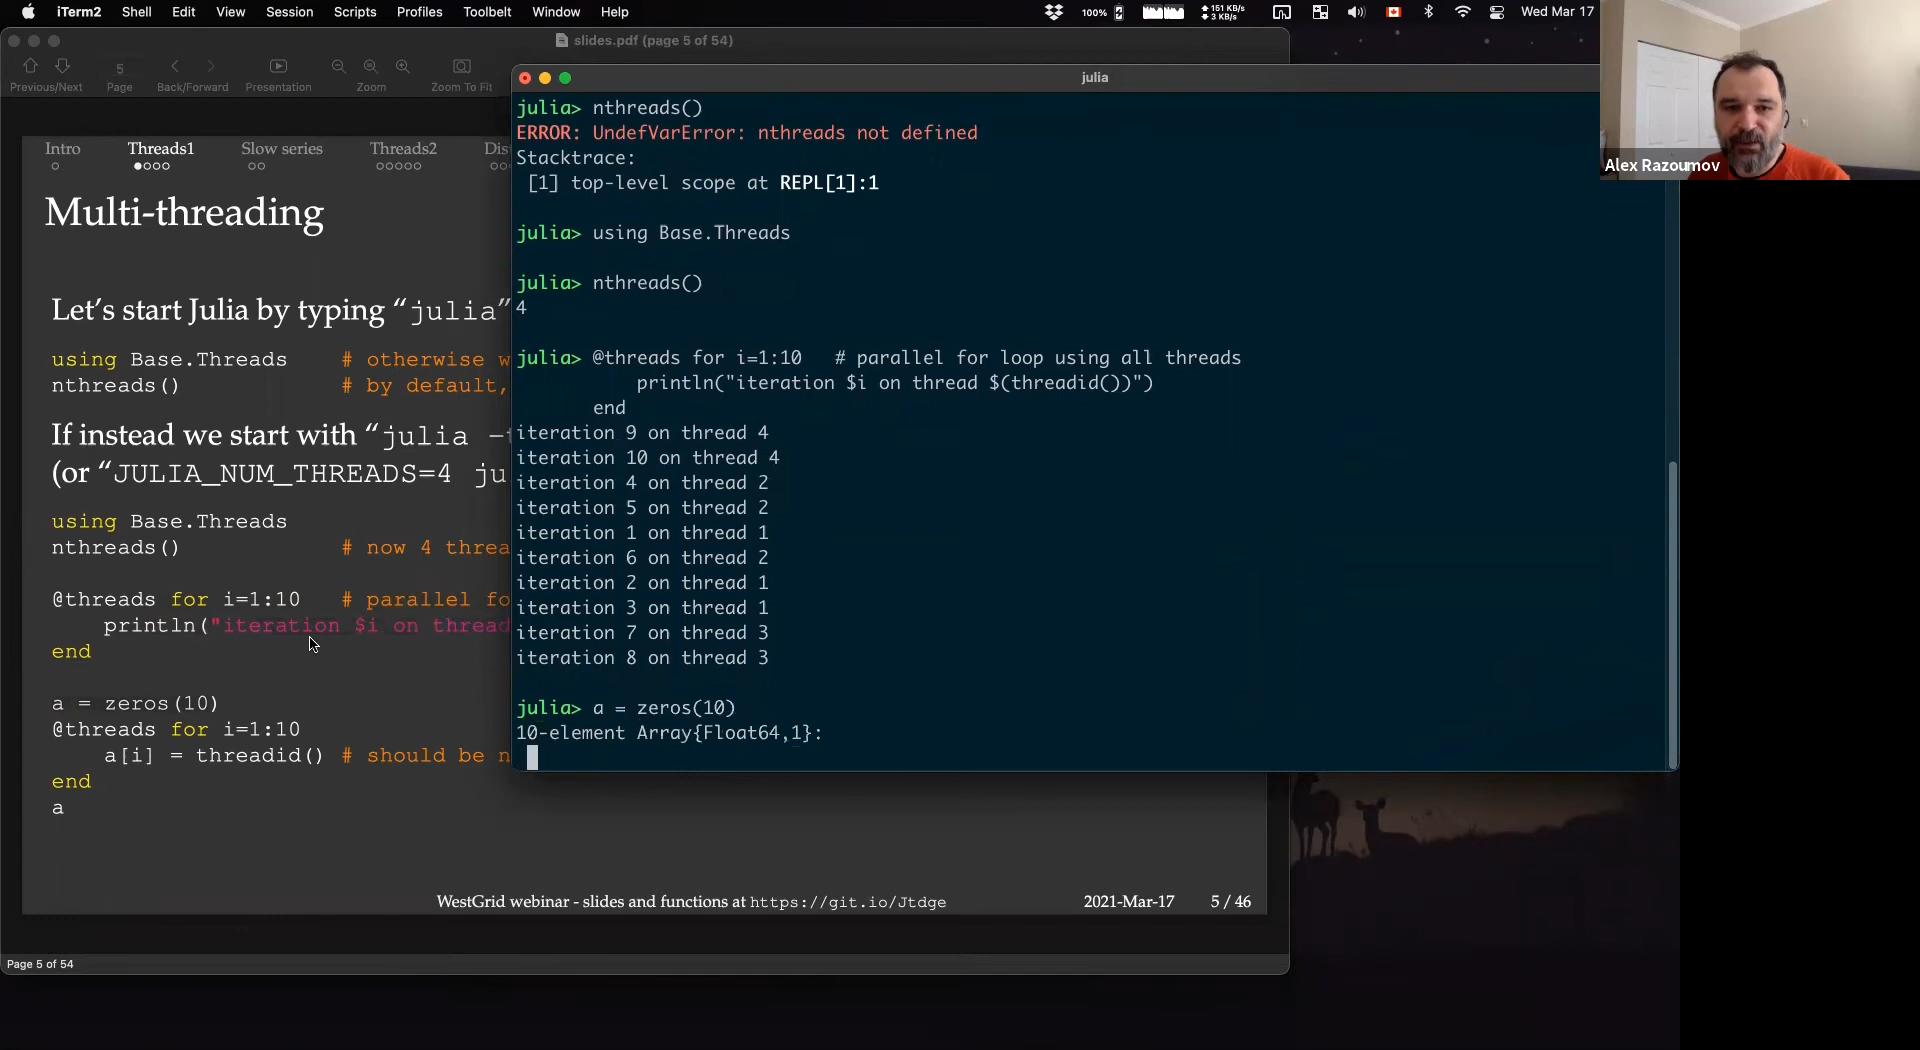 iTerm2 Shell Edit View Session Scripts Profiles Toolbelt Window Help
100% 151 KB/s 3 KB/s Wed Mar 17
slides.pdf (page 5 of 54)
5
Previous/Next Page Back/Forward Presentation Zoom Zoom To Fit
Intro Threads1 Slow series Threads2 Dis
Multi-threading
Let's start Julia by typing “julia”
using Base.Threads # otherwise w
nthreads() # by default,
If instead we start with “julia -t
(or “JULIA_NUM_THREADS=4 ju
using Base.Threads
nthreads() # now 4 threa
@threads for i=1:10 # parallel fo
println("iteration $i on thread
end
a = zeros(10)
@threads for i=1:10
a[i] = threadid() # should be n
end
a
WestGrid webinar - slides and functions at https://git.io/Jtdge 2021-Mar-17 5 / 46
Page 5 of 54
julia
julia> nthreads()
ERROR: UndefVarError: nthreads not defined
Stacktrace:
[1] top-level scope at REPL[1]:1
julia> using Base.Threads
julia> nthreads()
4
julia> @threads for i=1:10 # parallel for loop using all threads
println("iteration $i on thread $(threadid())")
end
iteration 9 on thread 4
iteration 10 on thread 4
iteration 4 on thread 2
iteration 5 on thread 2
iteration 1 on thread 1
iteration 6 on thread 2
iteration 2 on thread 1
iteration 3 on thread 1
iteration 7 on thread 3
iteration 8 on thread 3
julia> a = zeros(10)
10-element Array{Float64,1}:
Alex Razoumov